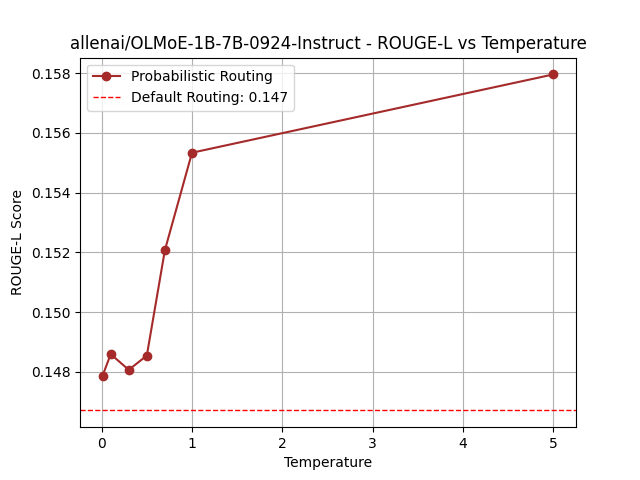 allenai/OLMoE-1B-7B-0924-Instruct - ROUGE-L vs Temperature
Probabilistic Routing
Default Routing: 0.147
0.158
0.156
0.154
0.152
0.150
0.148
ROUGE-L Score
0 1 2 3 4 5
Temperature